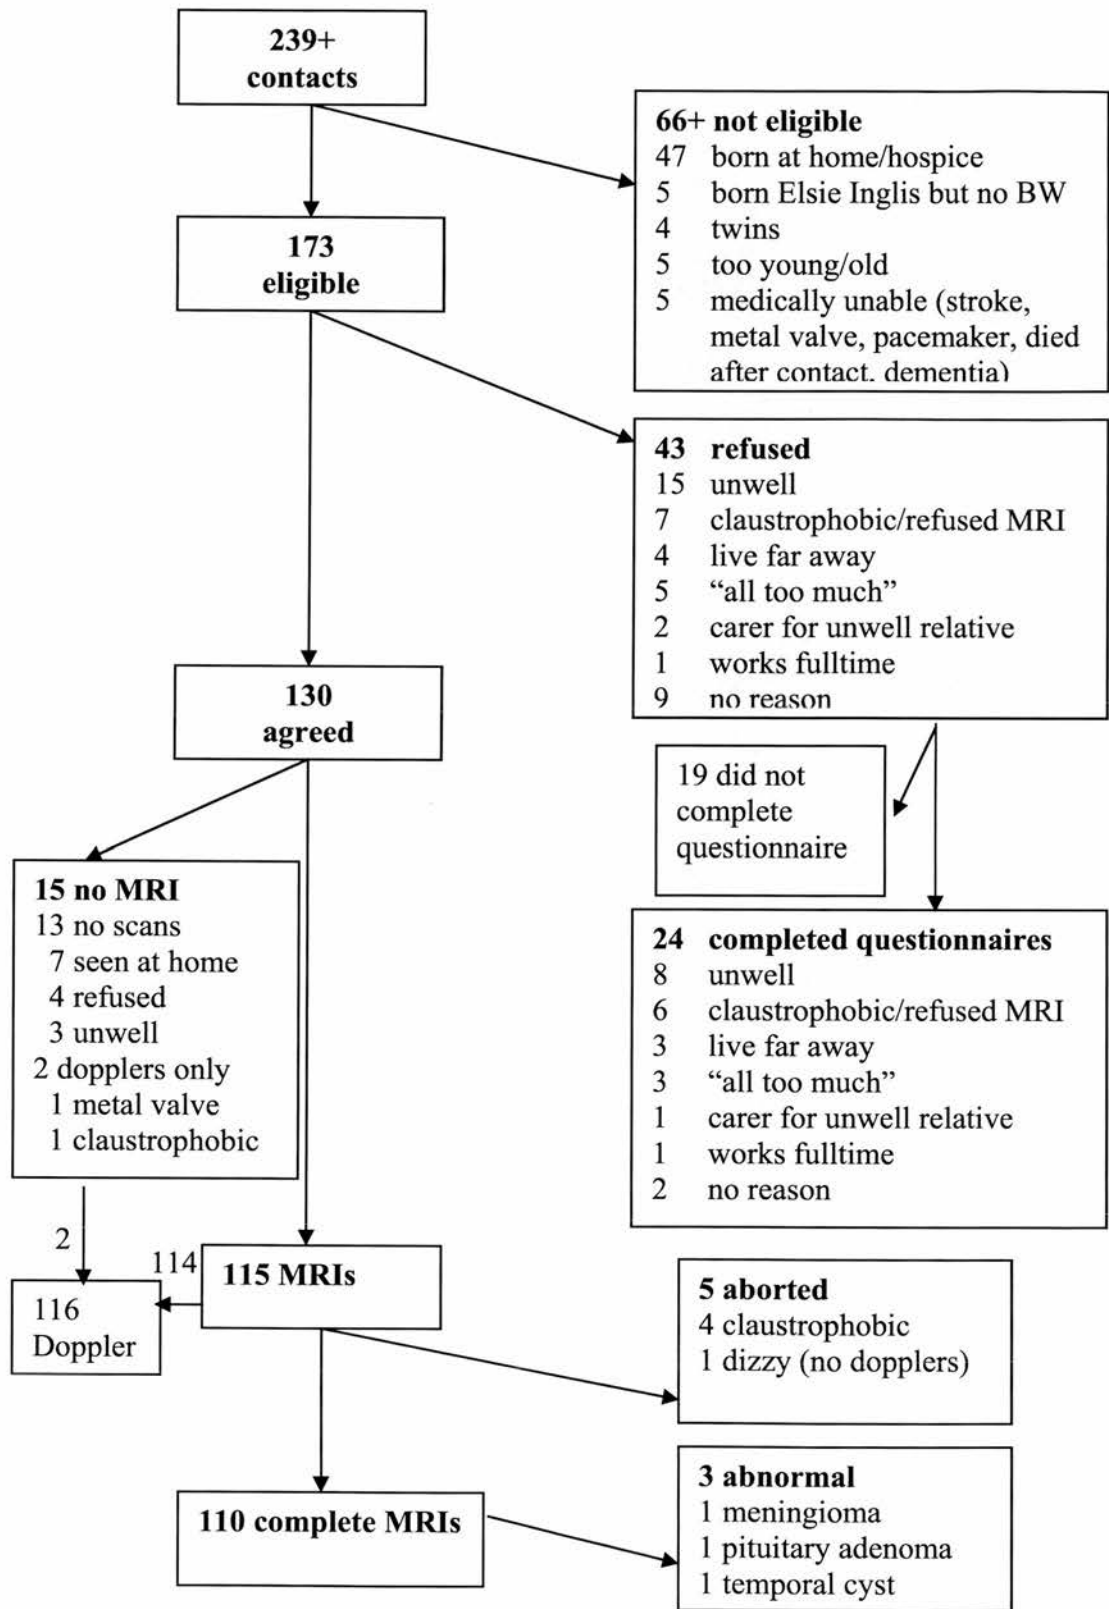 239+
contacts
66+ not eligible
47 born at home/hospice
5 born Elsie Inglis but no BW
4 twins
5 too young/old
5 medically unable (stroke,
metal valve, pacemaker, died
after contact, dementia)
173
eligible
43 refused
15 unwell
7 claustrophobic/refused MRI
4 live far away
5 “all too much”
2 carer for unwell relative
1 works fulltime
9 no reason
130
agreed
19 did not
complete
questionnaire
15 no MRI
13 no scans
7 seen at home
4 refused
3 unwell
2 dopplers only
1 metal valve
1 claustrophobic
24 completed questionnaires
8 unwell
6 claustrophobic/refused MRI
3 live far away
3 “all too much”
1 carer for unwell relative
1 works fulltime
2 no reason
2
114
115 MRIs
116
Doppler
5 aborted
4 claustrophobic
1 dizzy (no dopplers)
110 complete MRIs
3 abnormal
1 meningioma
1 pituitary adenoma
1 temporal cyst